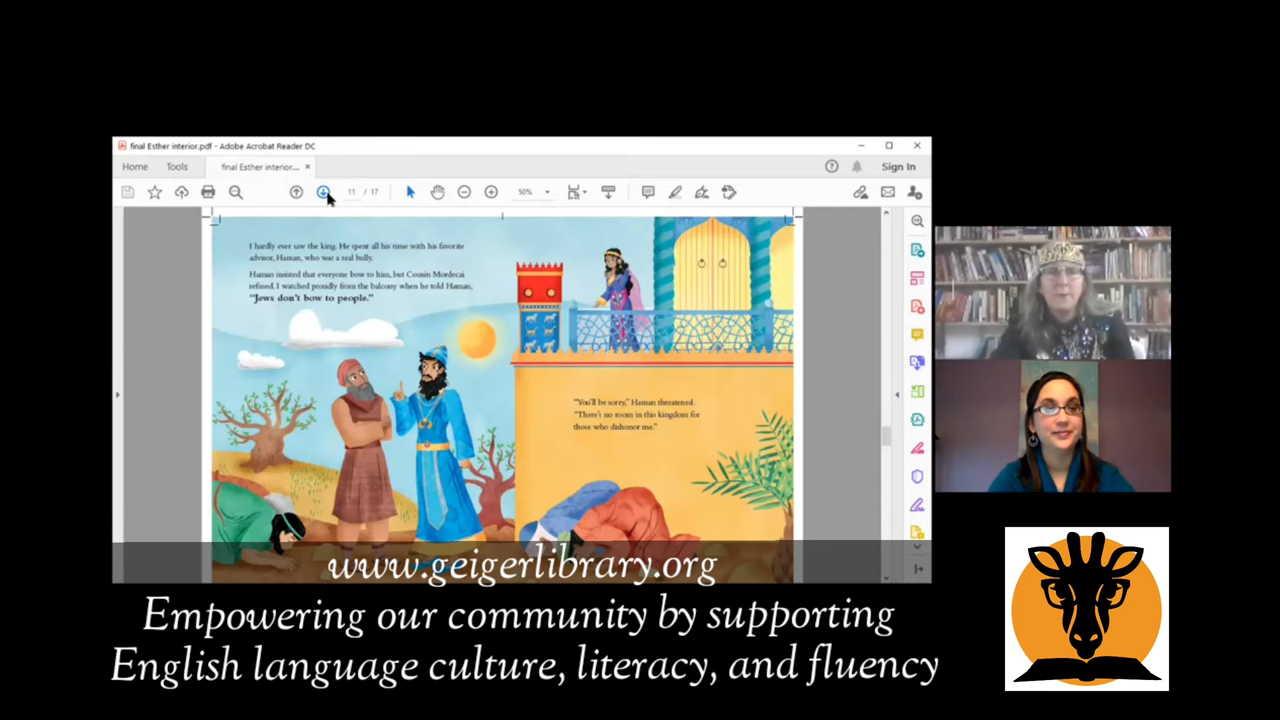 final Esther interior.pdf - Adobe Acrobat Reader DC
Home
Tools
final Esther interior...
Sign In
11 / 17
50%
I hardly ever saw the king. He spent all his time with his favorite
advisor, Haman, who was a real bully.
Haman insisted that everyone bow to him, but Cousin Mordecai
refused. I watched proudly from the balcony when he told Haman,
"Jews don't bow to people."
"You'll be sorry," Haman threatened.
"There's no room in this kingdom for
those who dishonor me."
www.geigerlibrary.org
Empowering our community by supporting
English language culture, literacy, and fluency